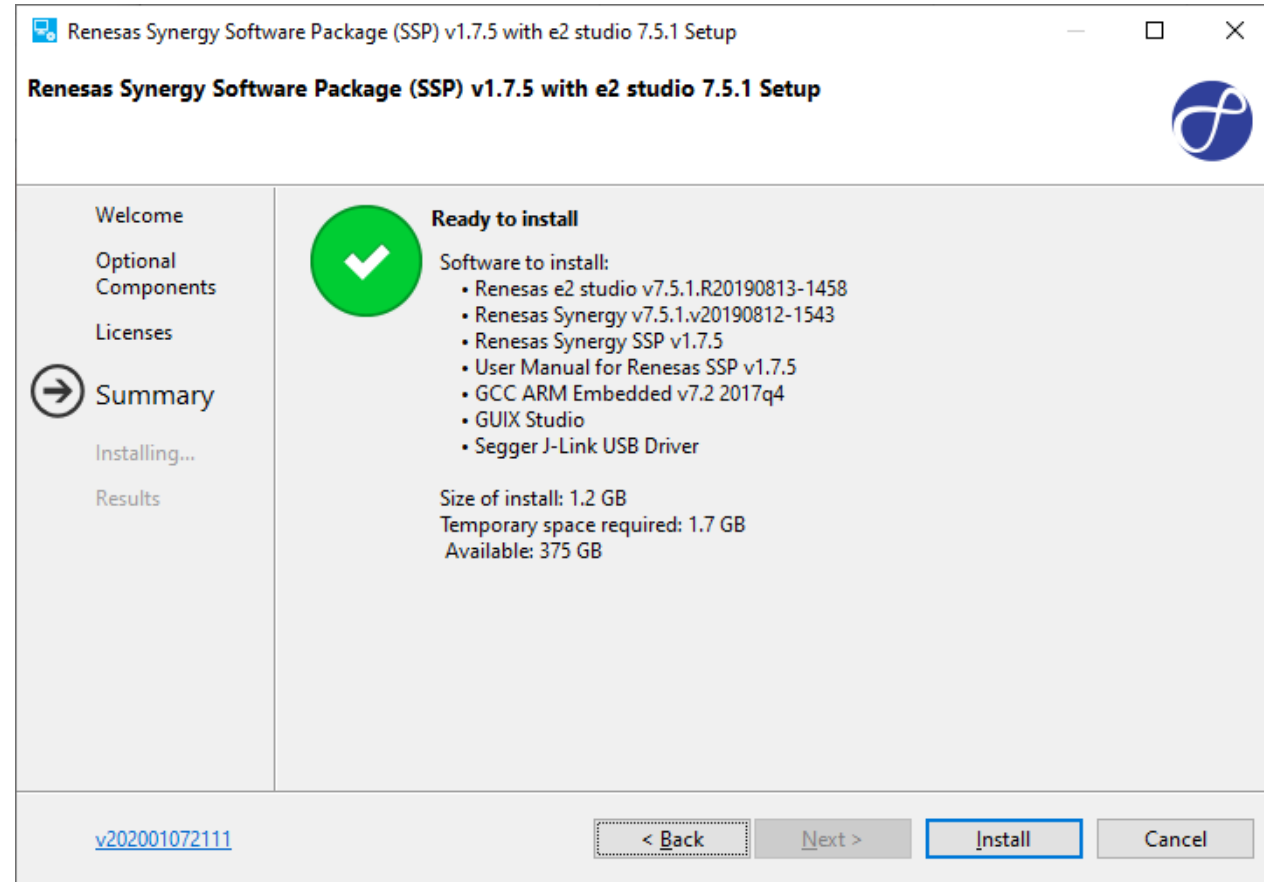 Renesas Synergy Software Package (SSP) v1.7.5 with e2 studio 7.5.1 Setup
Renesas Synergy Software Package (SSP) v1.7.5 with e2 studio 7.5.1 Setup
Welcome
Optional
Components
Licenses
Summary
Installing...
Results
Ready to install
Software to install:
• Renesas e2 studio v7.5.1.R20190813-1458
• Renesas Synergy v7.5.1.v20190812-1543
• Renesas Synergy SSP v1.7.5
• User Manual for Renesas SSP v1.7.5
• GCC ARM Embedded v7.2 2017q4
• GUIX Studio
• Segger J-Link USB Driver
Size of install: 1.2 GB
Temporary space required: 1.7 GB
Available: 375 GB
v202001072111
< Back
Next >
Install
Cancel